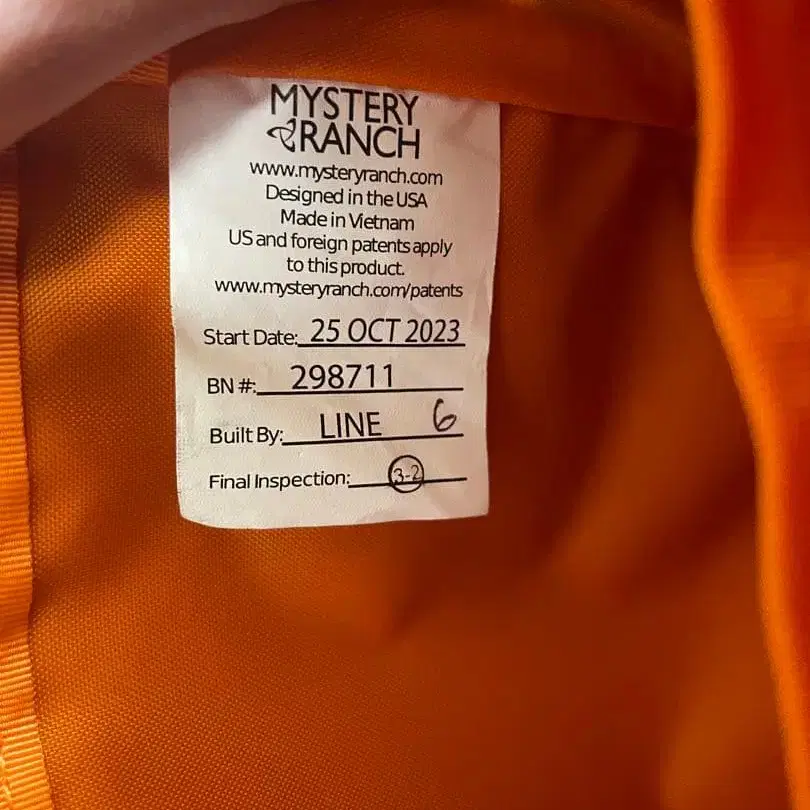 MYSTERY
RANCH
www.mysteryranch.com
Designed in the USA
Made in Vietnam
US and foreign patents apply
to this product.
www.mysteryranch.com/patents
Start Date: 25 OCT 2023
BN #: 298711
Built By: LINE 6
Final Inspection: 3-2